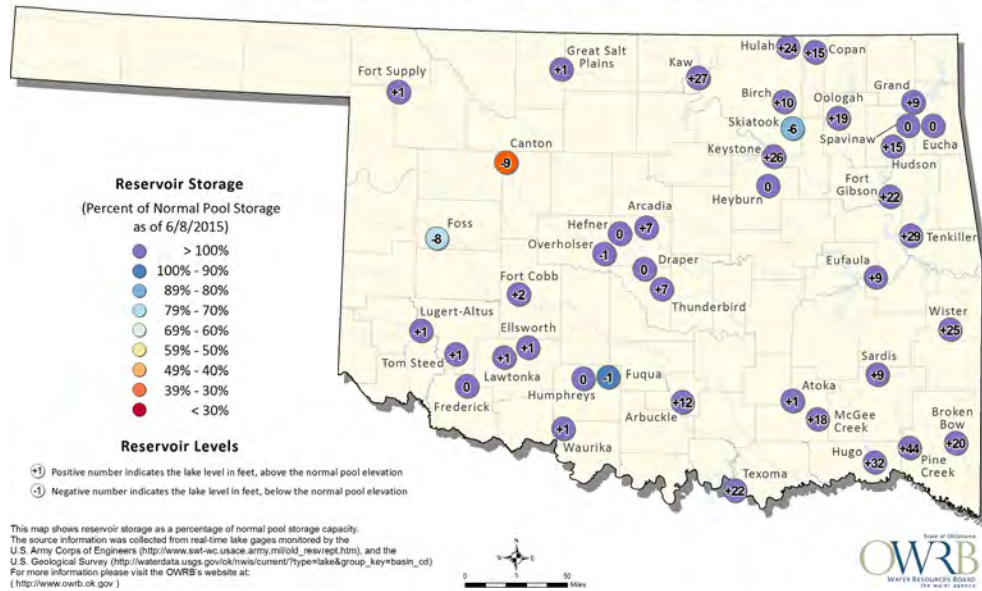 Hulah
+24
+15
Copan
Great Salt
Plains
+1
Kaw
+27
Fort Supply
+1
Grand
+9
Birch
+10
Oologah
+19
Skiatook
-6
Spavinaw
0
0
Eucha
+15
Hudson
Keystone
+26
Canton
-9
Heyburn
0
Fort
Gibson
+22
Reservoir Storage
(Percent of Normal Pool Storage
as of 6/8/2015)
> 100%
100% - 90%
89% - 80%
79% - 70%
69% - 60%
59% - 50%
49% - 40%
39% - 30%
< 30%
Foss
-8
Arcadia
+7
Hefner
0
Overholser
-1
Draper
0
+7
Thunderbird
+29
Tenkiller
Eufaula
+9
Fort Cobb
+2
Lugert-Altus
+1
Ellsworth
+1
Wister
+25
Tom Steed
+1
+1
Lawtonka
Sardis
+9
0
Frederick
0
Humphreys
-1
Fuqua
Arbuckle
+12
Atoka
+1
+18
McGee
Creek
Broken
Bow
+20
+1
Waurika
Hugo
+32
+44
Pine
Creek
Texoma
+22
Reservoir Levels
+1 Positive number indicates the lake level in feet, above the normal pool elevation
-1 Negative number indicates the lake level in feet, below the normal pool elevation
This map shows reservoir storage as a percentage of normal pool storage capacity.
The source information was collected from real-time lake gages monitored by the
U.S. Army Corps of Engineers (http://www.swt-wc.usace.army.mil/old_resvrept.htm), and the
U.S. Geological Survey (http://waterdata.usgs.gov/ok/nwis/current/?type=lake&group_key=basin_cd)
For more information please visit the OWRB's website at:
( http://www.owrb.ok.gov )
N
W E
S
0 50
Miles
State of Oklahoma
OWRB
WATER RESOURCES BOARD
the water agency